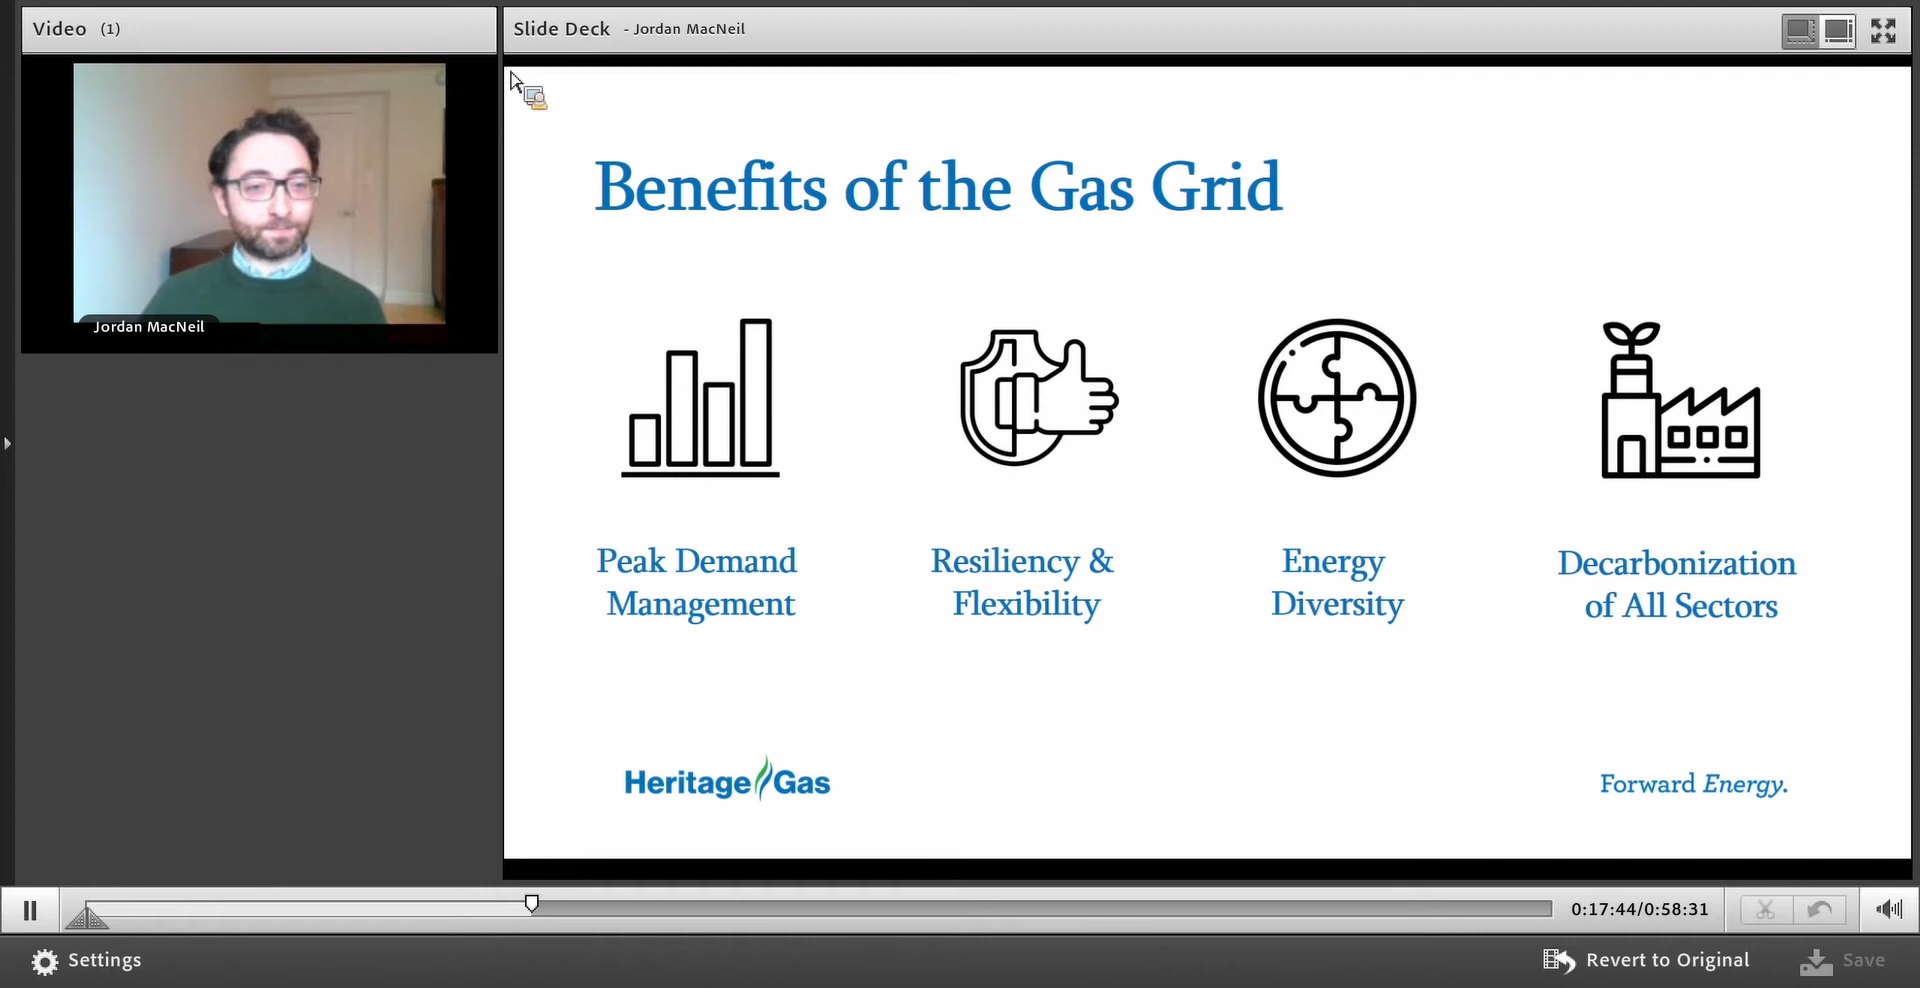 Video (1)
Slide Deck - Jordan MacNeil
Jordan MacNeil
Benefits of the Gas Grid
Peak Demand
Management
Resiliency &
Flexibility
Energy
Diversity
Decarbonization
of All Sectors
Heritage Gas
Forward Energy.
0:17:44/0:58:31
Settings
Revert to Original
Save